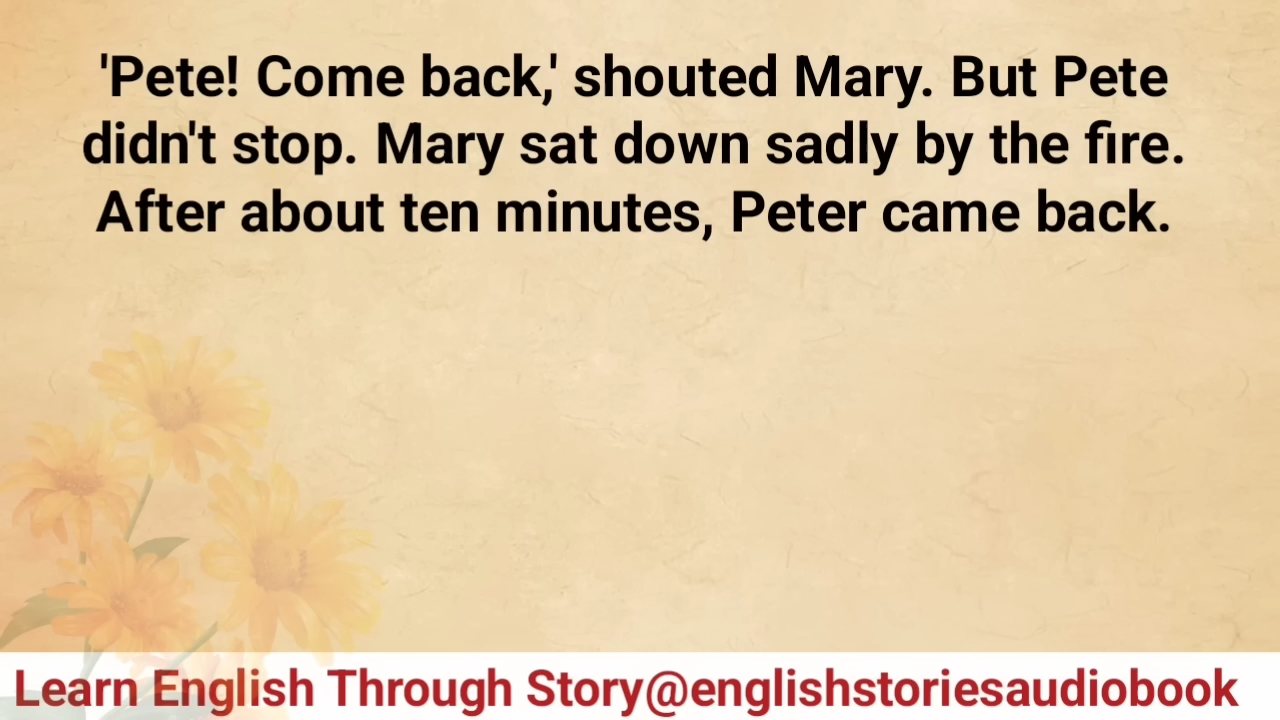 'Pete! Come back,' shouted Mary. But Pete
didn't stop. Mary sat down sadly by the fire.
After about ten minutes, Peter came back.
Learn English Through Story@englishstoriesaudiobook